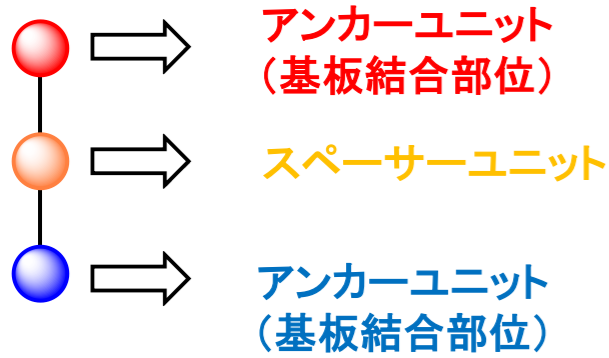 アンカーユニット
（基板結合部位）
スペーサーユニット
アンカーユニット
（基板結合部位）